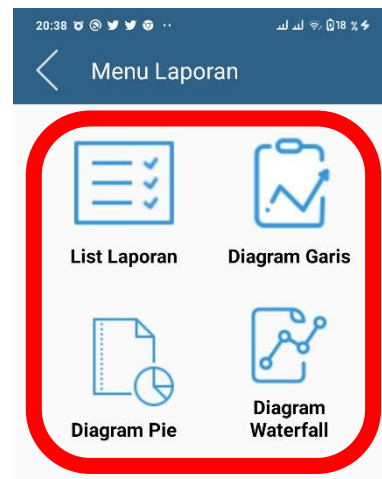 20:38 18 %
Menu Laporan
List Laporan
Diagram Garis
Diagram Pie
Diagram
Waterfall